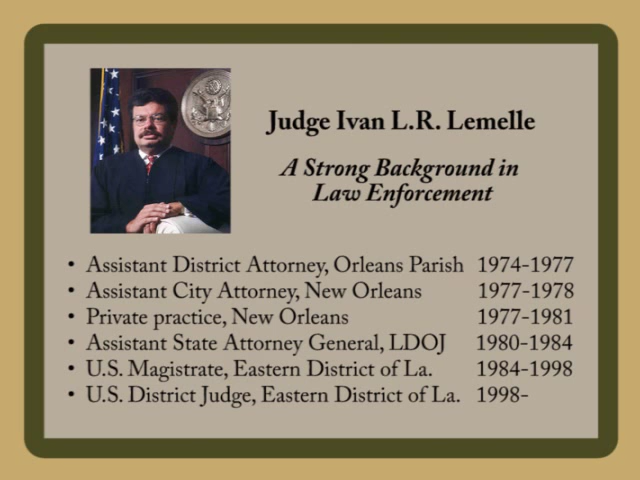 Judge Ivan L.R. Lemelle
A Strong Background in
Law Enforcement
• Assistant District Attorney, Orleans Parish 1974-1977
• Assistant City Attorney, New Orleans 1977-1978
• Private practice, New Orleans 1977-1981
• Assistant State Attorney General, LDOJ 1980-1984
• U.S. Magistrate, Eastern District of La. 1984-1998
• U.S. District Judge, Eastern District of La. 1998-